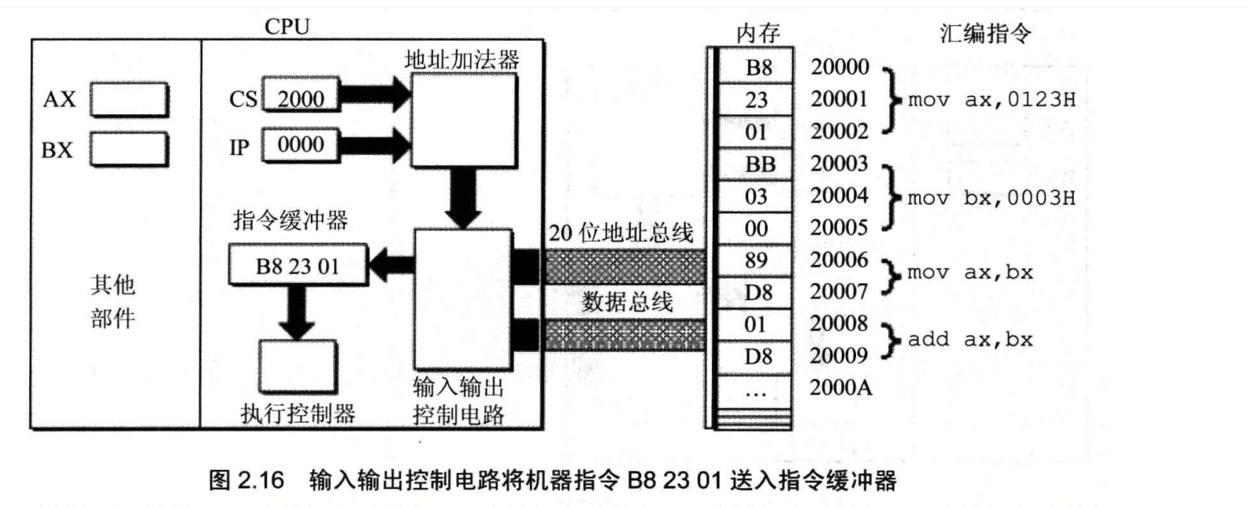 CPU
内存
汇编指令
地址加法器
AX
BX
CS 2000
IP 0000
指令缓冲器
B8 23 01
其他
部件
执行控制器
输入输出
控制电路
20 位地址总线
数据总线
B8 20000
23 20001
01 20002
mov ax,0123H
BB 20003
03 20004
00 20005
mov bx,0003H
89 20006
D8 20007
mov ax,bx
01 20008
D8 20009
add ax,bx
… 2000A
图 2.16 输入输出控制电路将机器指令 B8 23 01 送入指令缓冲器